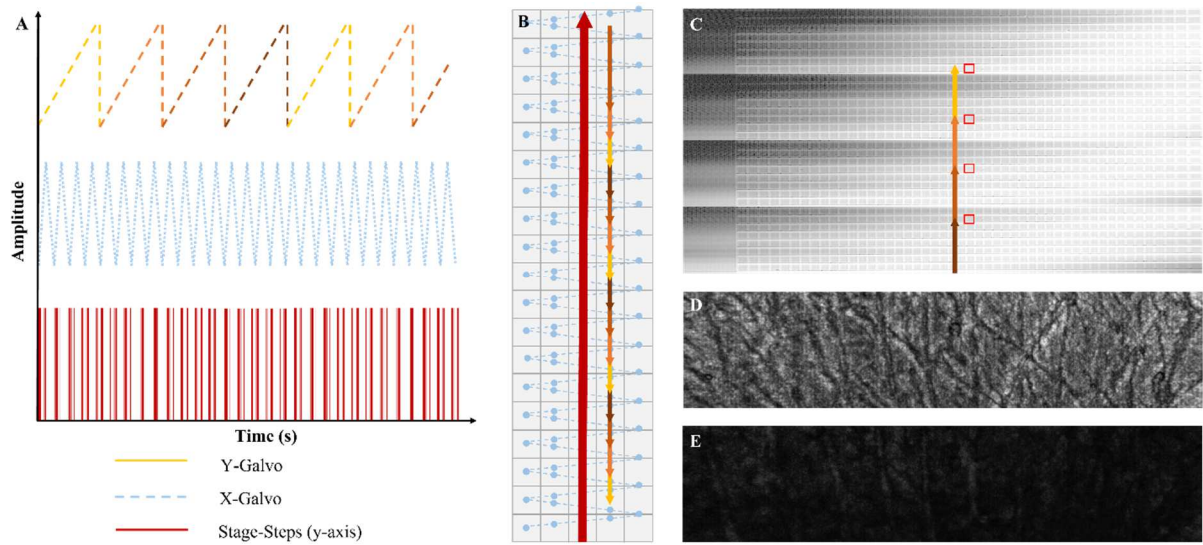 A
B
C
Amplitude
D
E
Time (s)
Y-Galvo
X-Galvo
Stage-Steps (y-axis)